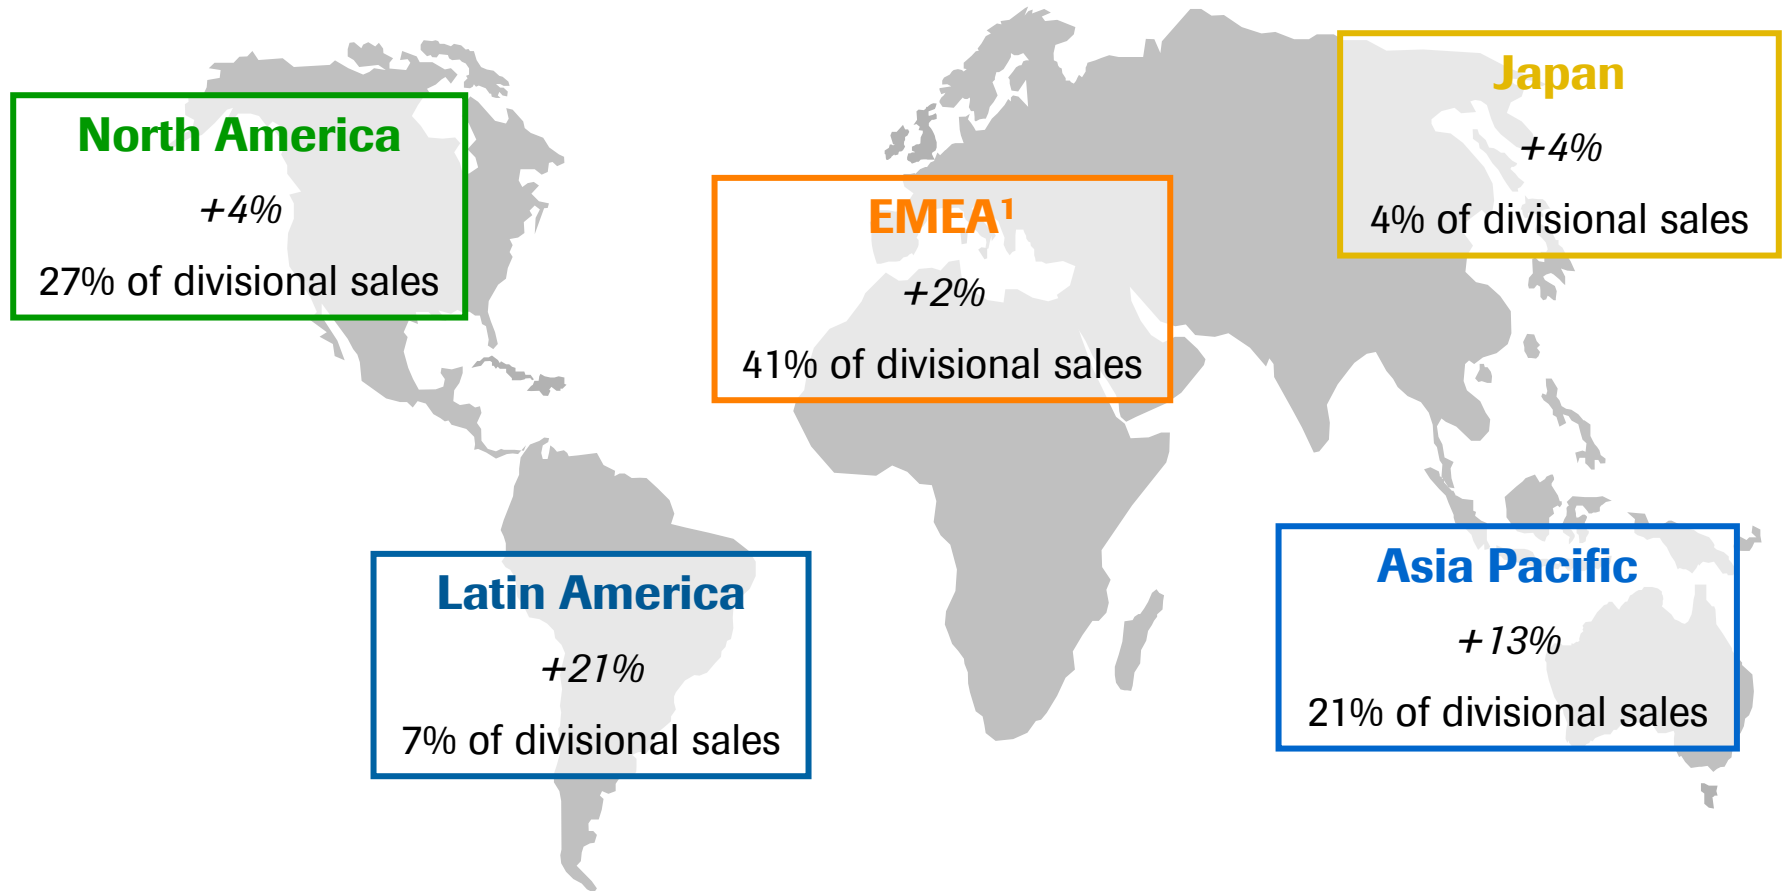 North America
+4%
27% of divisional sales
EMEA¹
+2%
41% of divisional sales
Japan
+4%
4% of divisional sales
Latin America
+21%
7% of divisional sales
Asia Pacific
+13%
21% of divisional sales